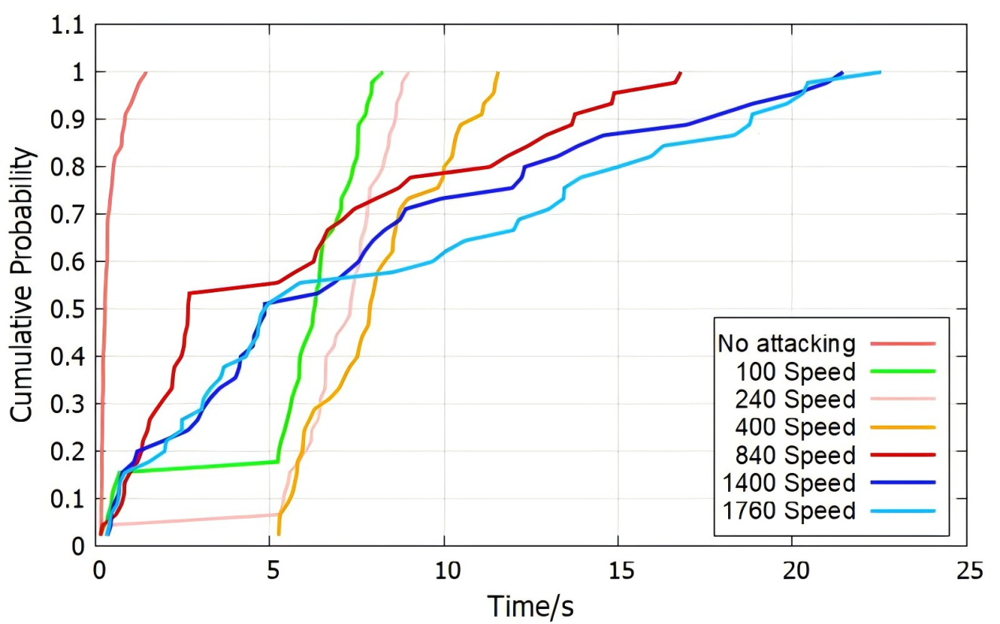 1.1
1
0.9
0.8
0.7
0.6
0.5
0.4
0.3
0.2
0.1
0
Cumulative Probability
No attacking
100 Speed
240 Speed
400 Speed
840 Speed
1400 Speed
1760 Speed
0 5 10 15 20 25
Time/s